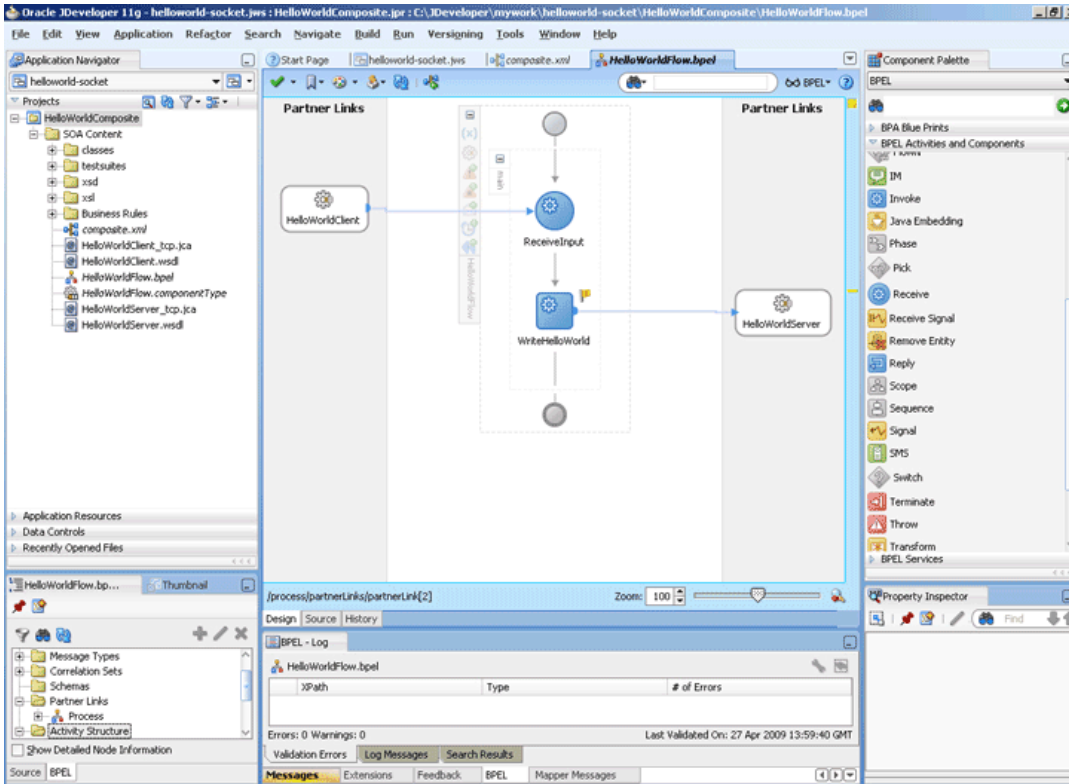 Oracle JDeveloper 11g - helloworld-socket.jws : HelloWorldComposite.jpr : C:\JDeveloper\mywork\helloworld-socket\HelloWorldComposite\HelloWorldFlow.bpel
File Edit View Application Refactor Search Navigate Build Run Versioning Tools Window Help
Application Navigator
helloworld-socket
Projects
HelloWorldComposite
SOA Content
classes
testsuites
xsd
xsl
Business Rules
composite.xml
HelloWorldClient_tcp.jca
HelloWorldClient.wsdl
HelloWorldFlow.bpel
HelloWorldFlow.componentType
HelloWorldServer_tcp.jca
HelloWorldServer.wsdl
Application Resources
Data Controls
Recently Opened Files
HelloWorldFlow.bp...
Thumbnail
Message Types
Correlation Sets
Schemas
Partner Links
Process
Activity Structure
Show Detailed Node Information
Source BPEL
Start Page
helloworld-socket.jws
composite.xml
HelloWorldFlow.bpel
BPEL
Partner Links
Partner Links
main
HelloWorldClient
HelloWorldFlow
ReceiveInput
WriteHelloWorld
HelloWorldServer
/process/partnerLinks/partnerLink[2]
Zoom: 100
Design Source History
BPEL - Log
HelloWorldFlow.bpel
XPath Type # of Errors
Errors: 0 Warnings: 0
Last Validated On: 27 Apr 2009 13:59:40 GMT
Validation Errors Log Messages Search Results
Messages Extensions Feedback BPEL Mapper Messages
Component Palette
BPEL
BPA Blue Prints
BPEL Activities and Components
IM
Invoke
Java Embedding
Phase
Pick
Receive
Receive Signal
Remove Entity
Reply
Scope
Sequence
Signal
SMS
Switch
Terminate
Throw
Transform
BPEL Services
Property Inspector
Find